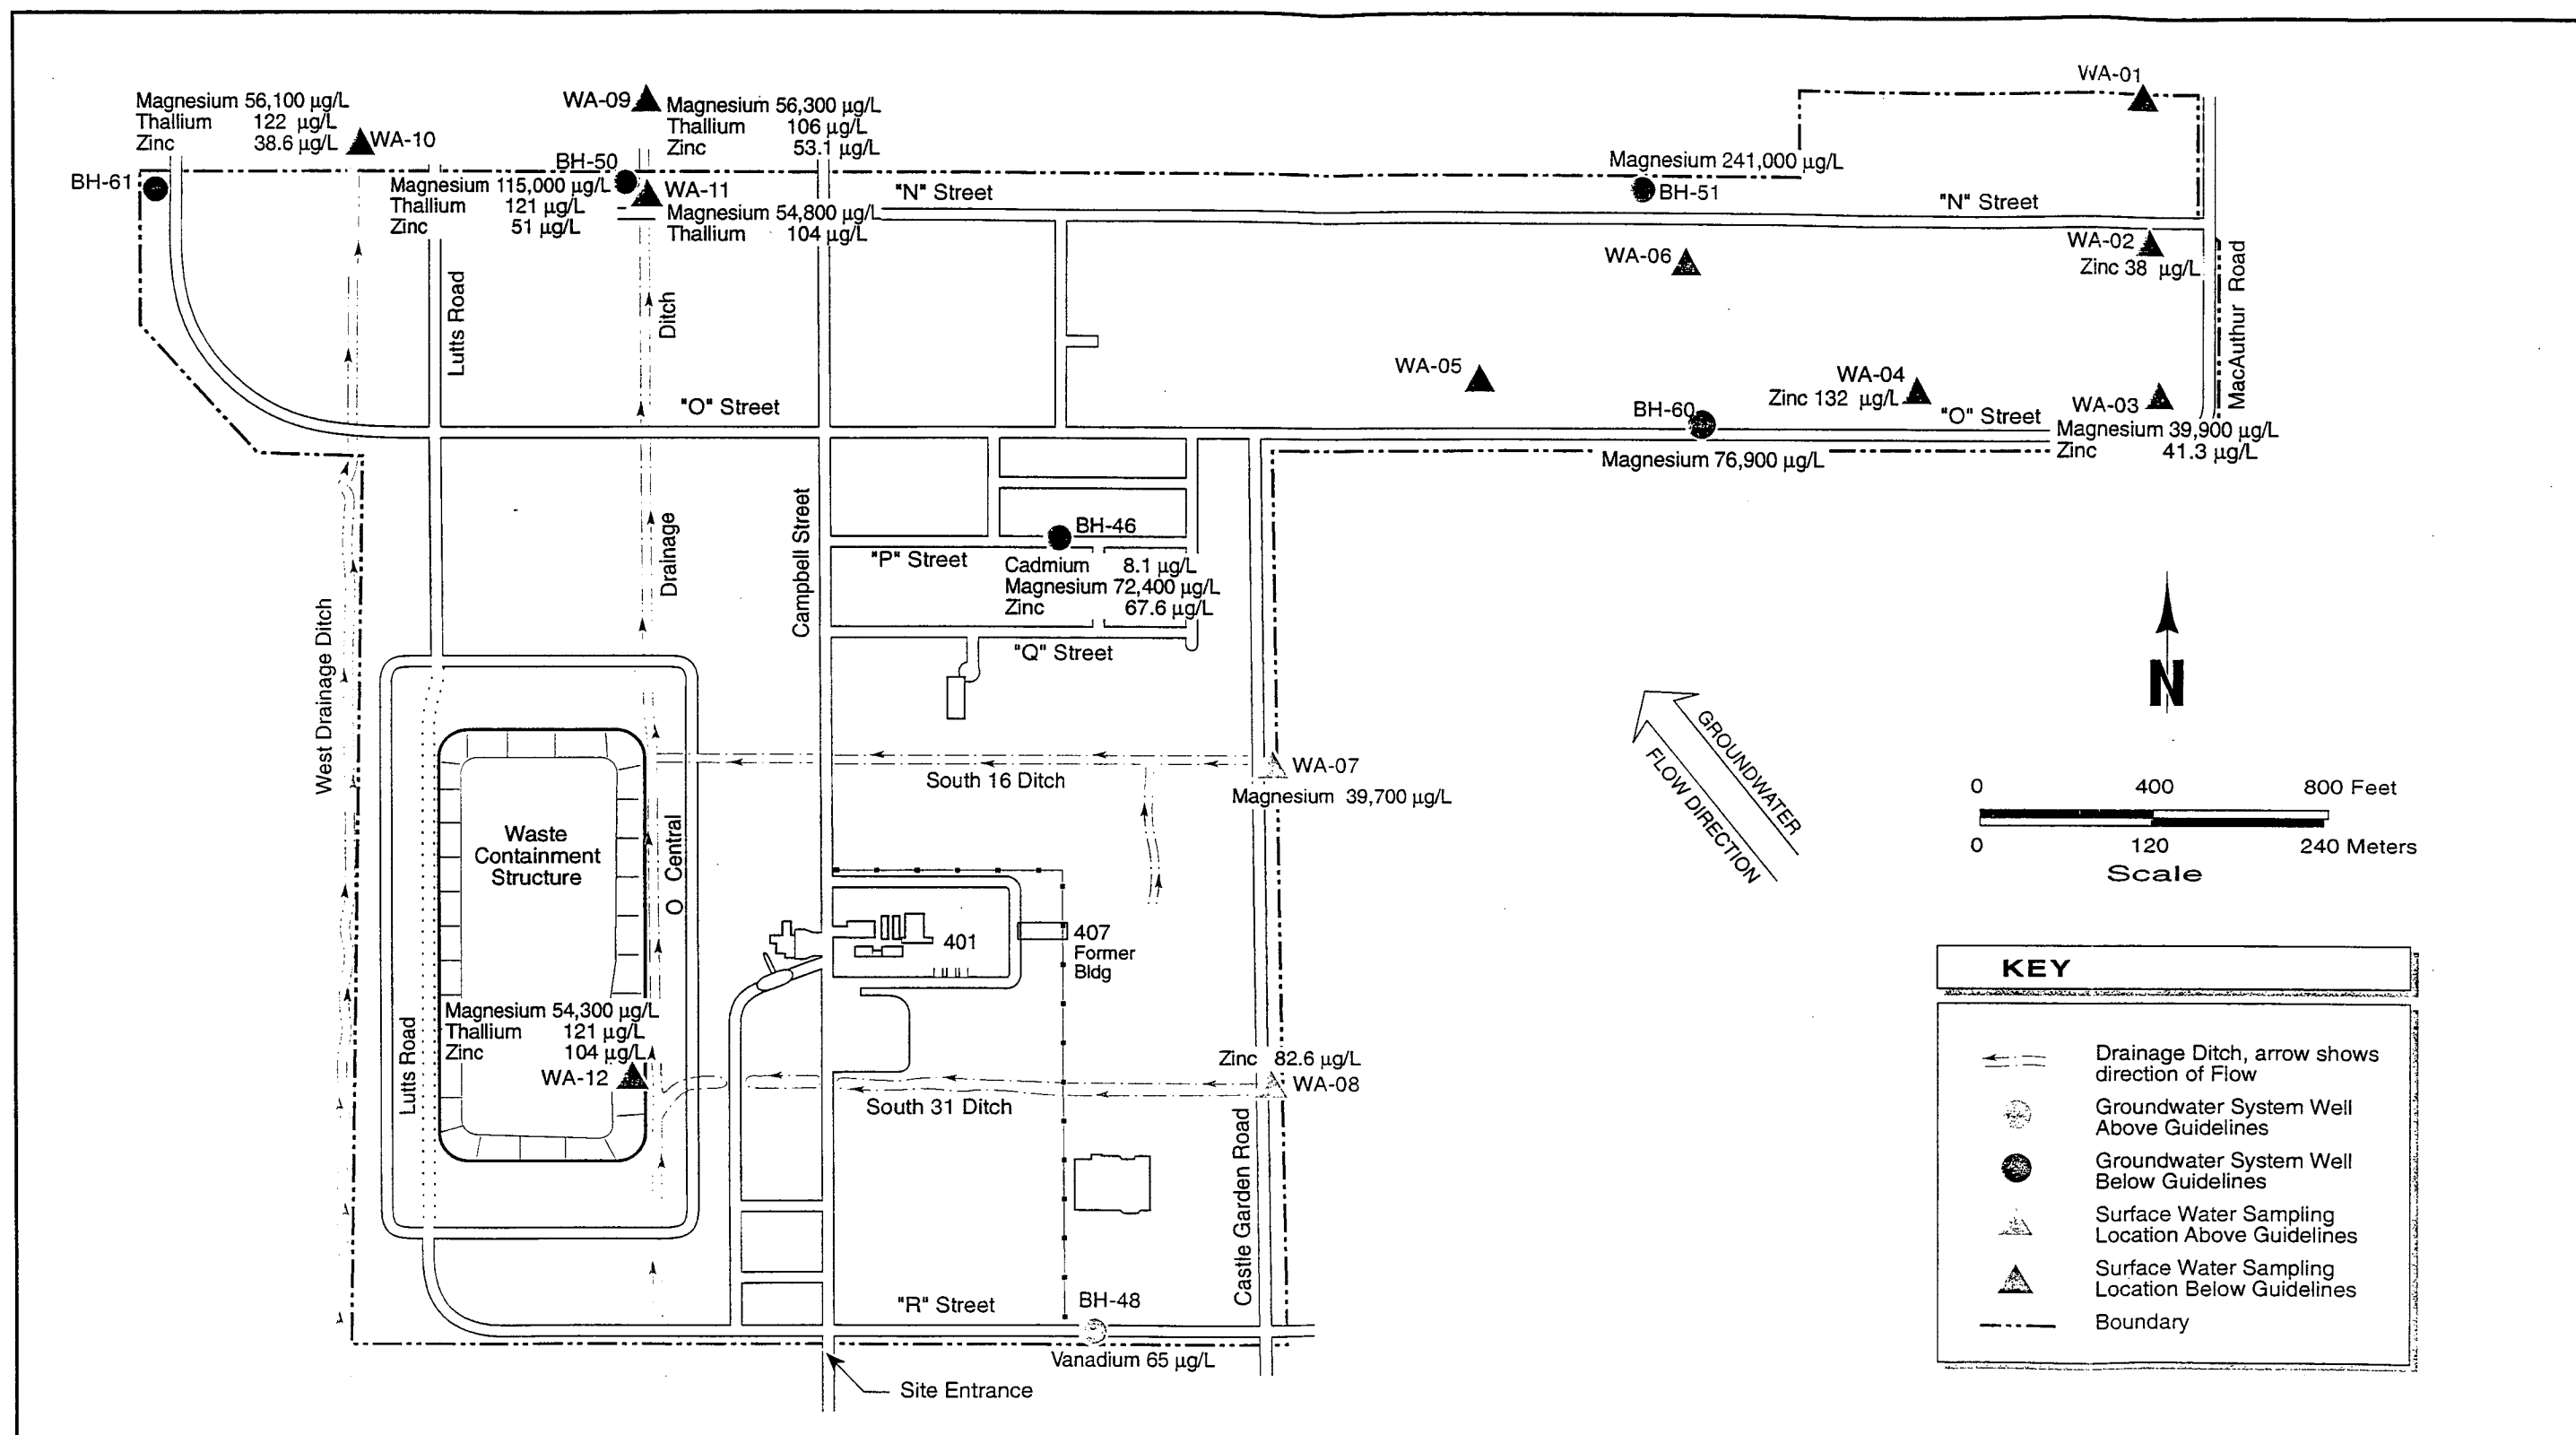 WA-01
Magnesium 56,100 µg/L
Thallium 122 µg/L
Zinc 38.6 µg/L
WA-10
WA-09
Magnesium 56,300 µg/L
Thallium 106 µg/L
Zinc 53.1 µg/L
BH-61
BH-50
Magnesium 115,000 µg/L
Thallium 121 µg/L
Zinc 51 µg/L
WA-11
Magnesium 54,800 µg/L
Thallium 104 µg/L
"N" Street
Magnesium 241,000 µg/L
BH-51
"N" Street
WA-02
Zinc 38 µg/L
WA-06
MacAuthur Road
Lutts Road
Ditch
WA-05
WA-04
Zinc 132 µg/L
"O" Street
BH-60
"O" Street
WA-03
Magnesium 39,900 µg/L
Zinc 41.3 µg/L
Magnesium 76,900 µg/L
Drainage
Campbell Street
BH-46
"P" Street
Cadmium 8.1 µg/L
Magnesium 72,400 µg/L
Zinc 67.6 µg/L
"Q" Street
West Drainage Ditch
N
GROUNDWATER
FLOW DIRECTION
South 16 Ditch
WA-07
Magnesium 39,700 µg/L
0 400 800 Feet
0 120 240 Meters
Scale
Waste
Containment
Structure
O Central
401
407
Former
Bldg
Magnesium 54,300 µg/L
Thallium 121 µg/L
Zinc 104 µg/L
WA-12
Lutts Road
Zinc 82.6 µg/L
WA-08
South 31 Ditch
Castle Garden Road
"R" Street
BH-48
Vanadium 65 µg/L
Site Entrance
KEY
Drainage Ditch, arrow shows
direction of Flow
Groundwater System Well
Above Guidelines
Groundwater System Well
Below Guidelines
Surface Water Sampling
Location Above Guidelines
Surface Water Sampling
Location Below Guidelines
Boundary